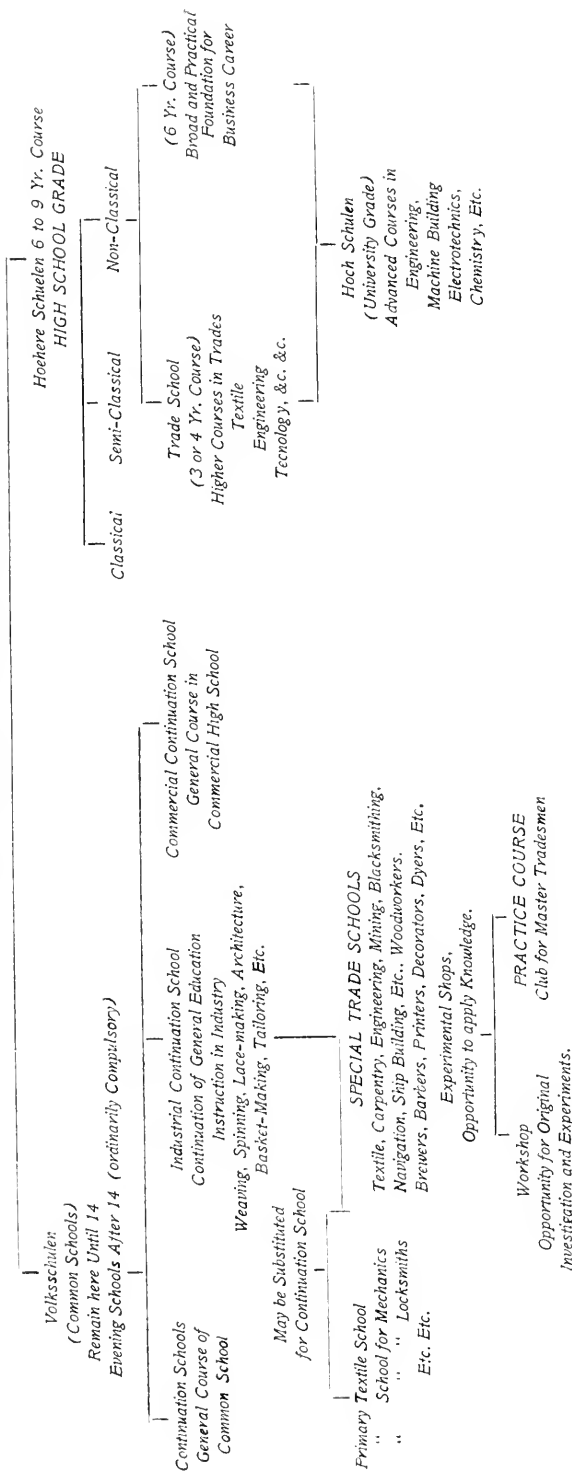 Volksschulen
(Common Schools)
Remain here Until 14
Evening Schools After 14 (ordinarily Compulsory)
Hoehere Schuelen 6 to 9 Yr. Course
HIGH SCHOOL GRADE
Continuation Schools
General Course of
Common School
Industrial Continuation School
Continuation of General Education
Instruction in Industry
Weaving, Spinning, Lace-making, Architecture,
Basket-Making, Tailoring, Etc.
Commercial Continuation School
General Course in
Commercial High School
Classical
Semi-Classical
Non-Classical
May be Substituted
for Continuation School
Trade School
(3 or 4 Yr. Course)
Higher Courses in Trades
Textile
Engineering
Tecnology, &c. &c.
(6 Yr. Course)
Broad and Practical
Foundation for
Business Career
Primary Textile School
" School for Mechanics
" " " Locksmiths
Etc. Etc.
SPECIAL TRADE SCHOOLS
Textile, Carpentry, Engineering, Mining, Blacksmithing,
Navigation, Ship Building, Etc., Woodworkers,
Brewers, Barbers, Printers, Decorators, Dyers, Etc.
Experimental Shops,
Opportunity to apply Knowledge.
Hoch Schulen
(University Grade)
Advanced Courses in
Engineering,
Machine Building
Electrotechnics,
Chemistry, Etc.
Workshop
Opportunity for Original
Investigation and Experiments.
PRACTICE COURSE
Club for Master Tradesmen